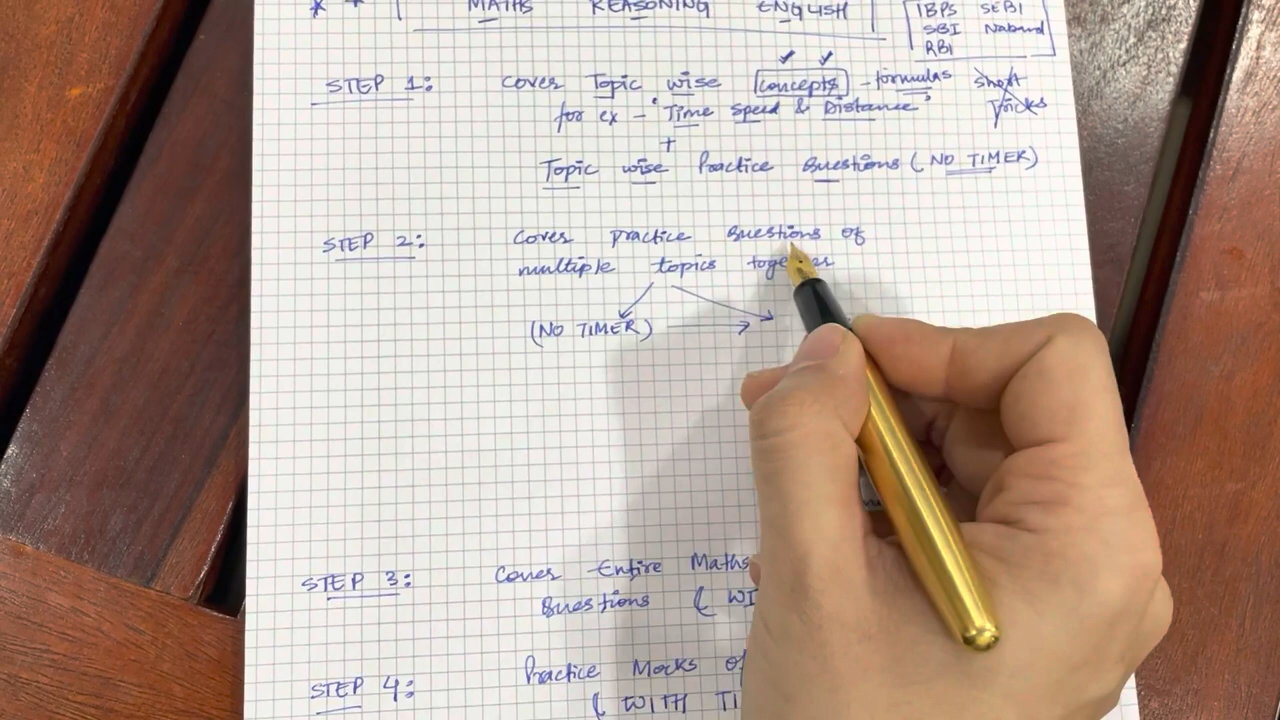 * *
MATHS REASONING ENGLISH
IBPS SEBI
SBI Nabard
RBI
STEP 1: Cover Topic wise Concepts - formulas Short
for ex - 'Time Speed & Distance' Tricks
+
Topic wise Practice Questions (NO TIMER)
STEP 2: Cover practice Questions of
multiple topics
(NO TIMER)
STEP 3: Cover Entire Maths
Questions (
STEP 4: Practice Mocks of
( WITH